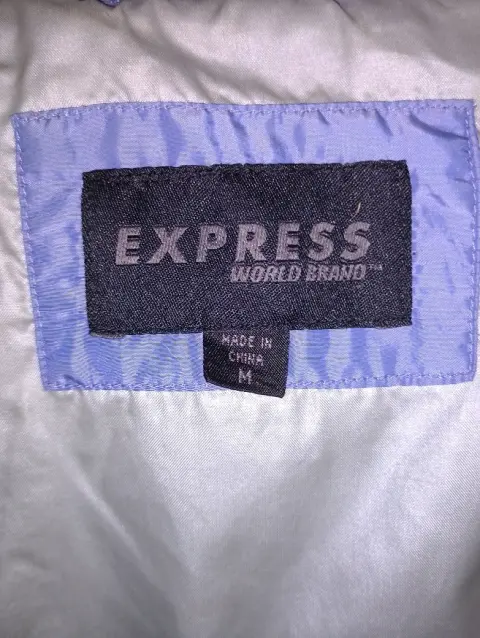 EXPRESS
WORLD BRAND™
MADE IN
CHINA
M